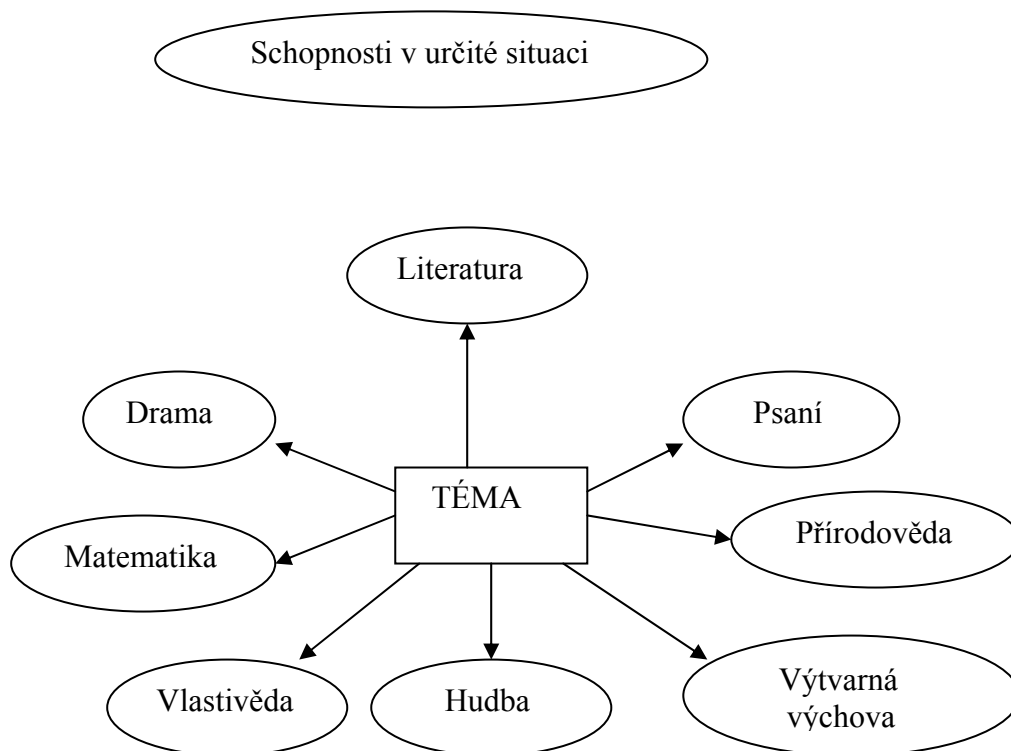 Schopnosti v určité situaci
Literatura
Drama
Psaní
TÉMA
Přírodověda
Matematika
Vlastivěda
Hudba
Výtvarná
výchova